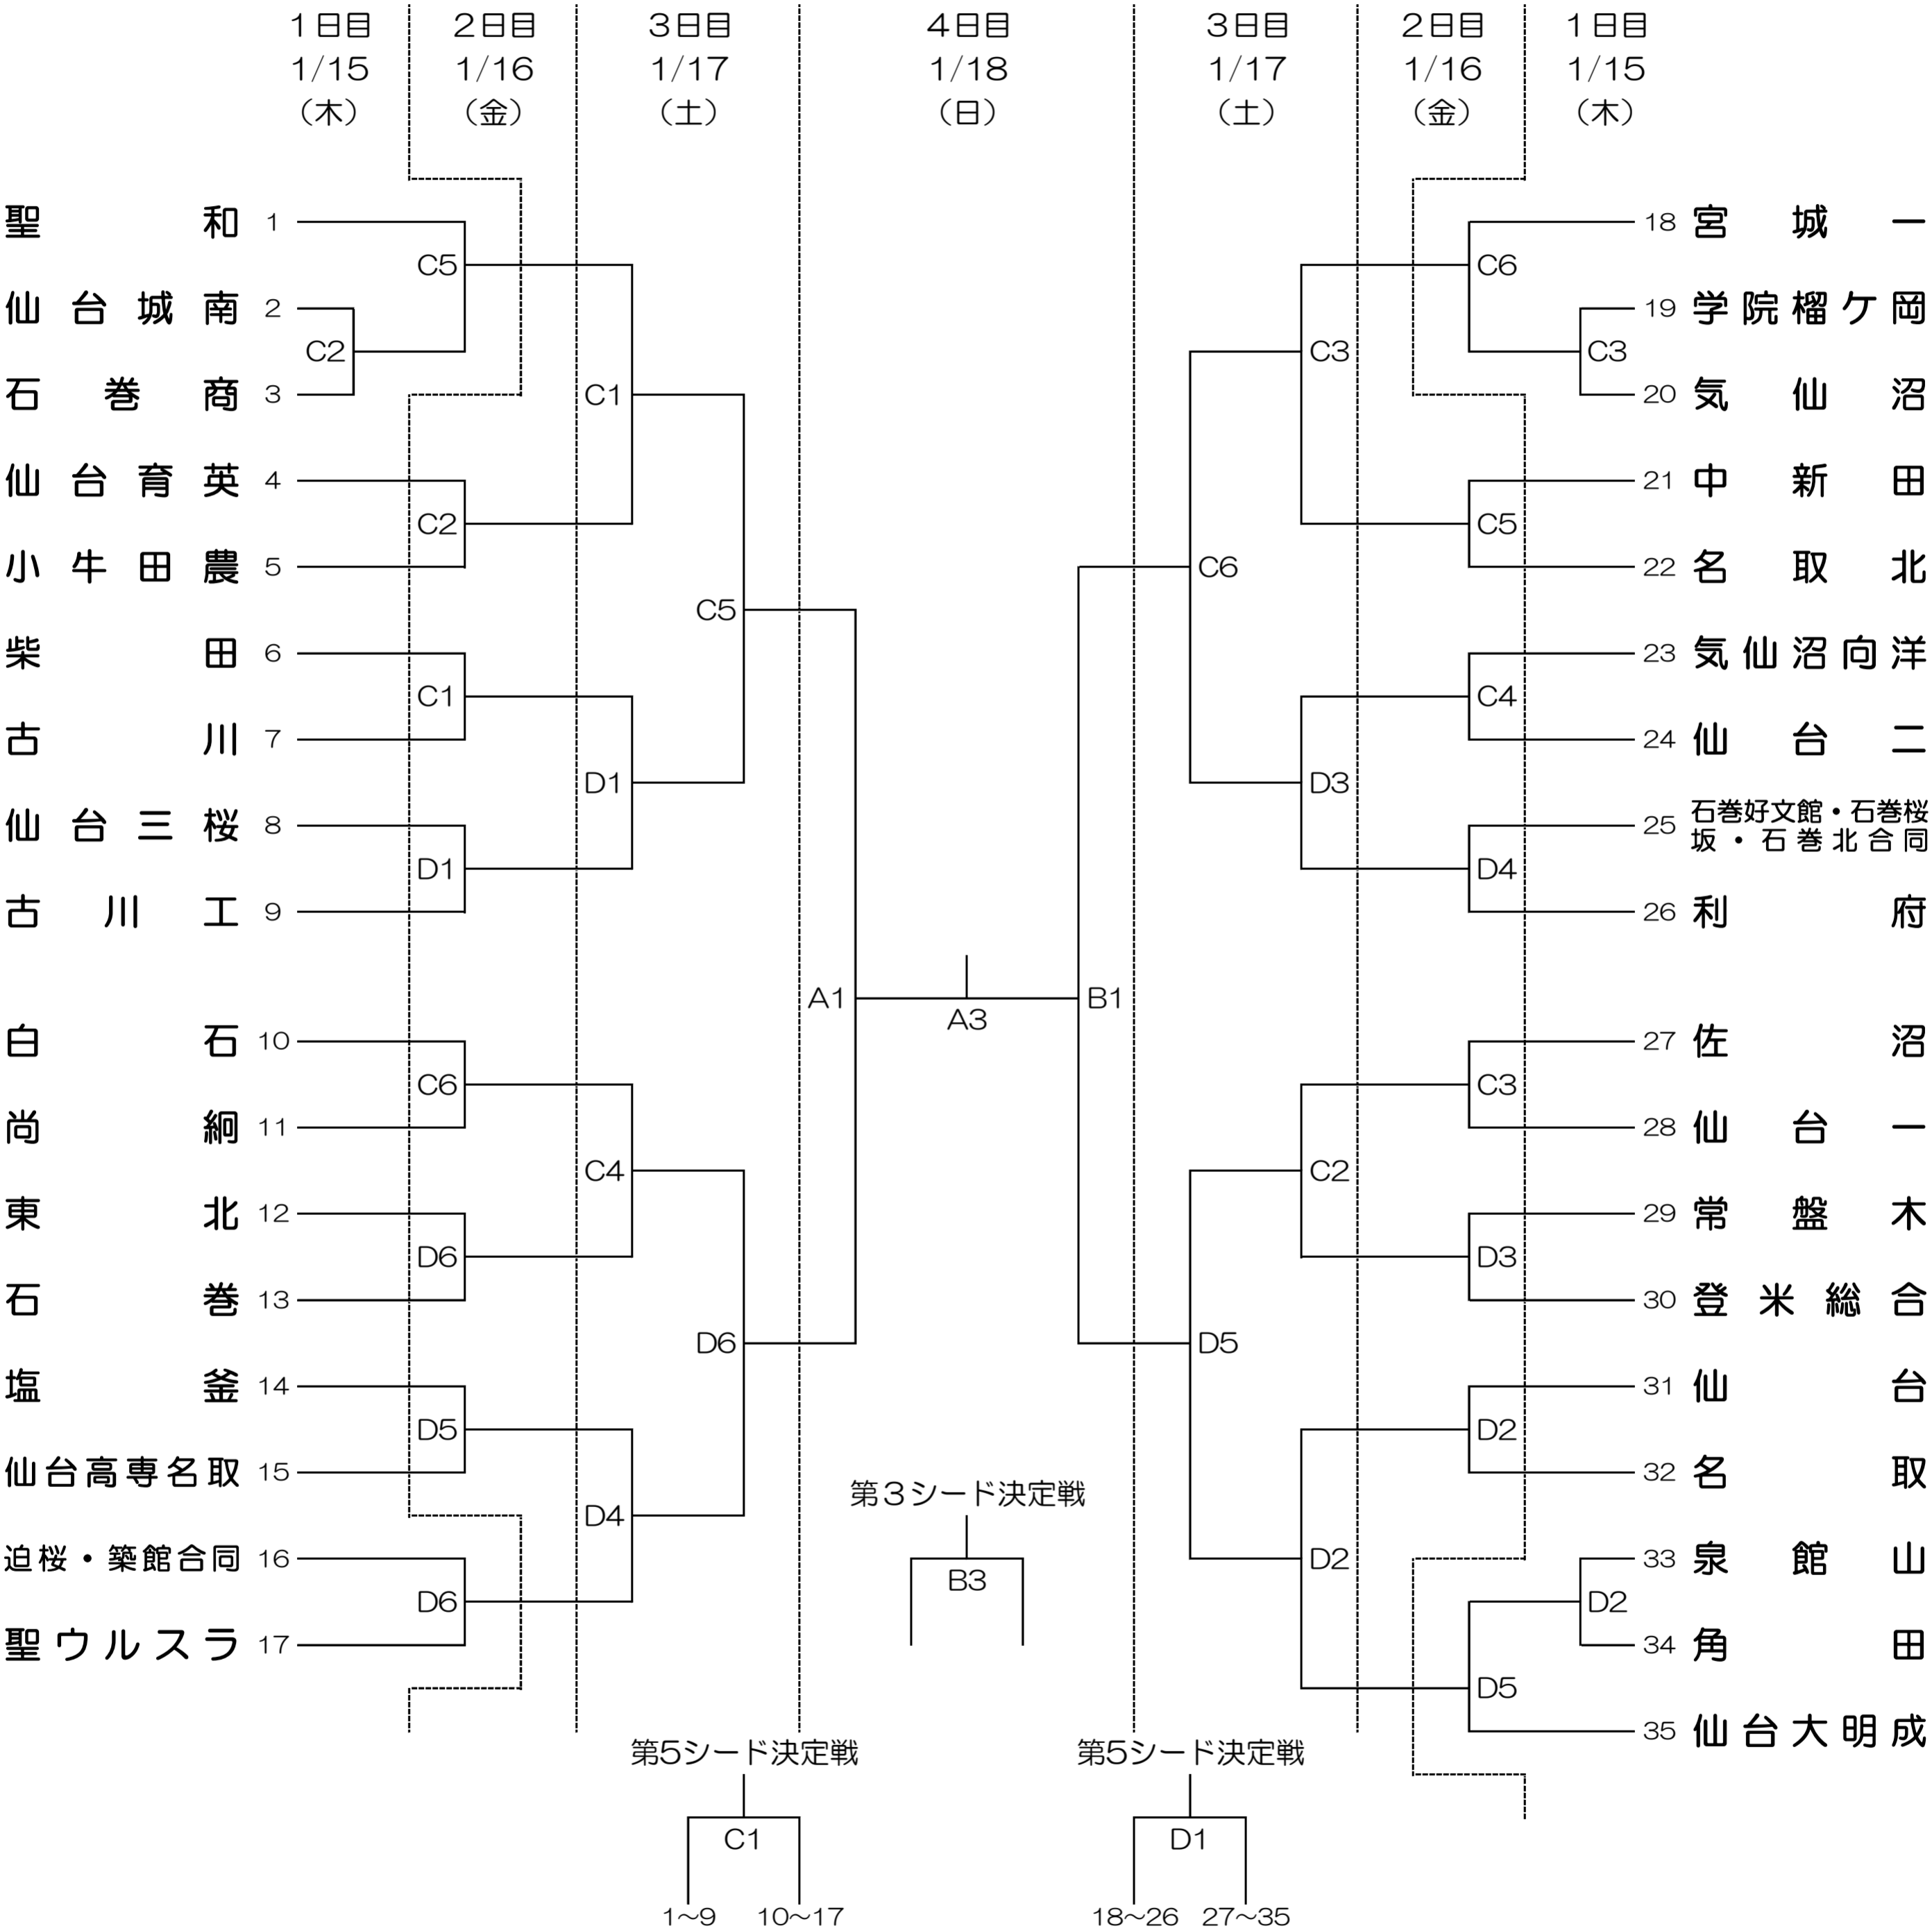 １日目 ２日目 ３日目 ４日目 ３日目 ２日目 １日目
1/15 1/16 1/17 1/18 1/17 1/16 1/15
（木） （金） （土） （日） （土） （金） （木）
聖和 1
C5
仙台城南 2
C2
石巻商 3
C1
仙台育英 4
C2
小牛田農 5
C5
柴田 6
C1
古川 7
D1
仙台三桜 8
D1
古川工 9
A1
白石 10
C6
尚絅 11
C4
東北 12
D6
石巻 13
D6
塩釜 14
D5
仙台高専名取 15
D4
迫桜・築館合同 16
D6
聖ウルスラ 17
A3
B1
18 宮城一
C6
19 学院榴ケ岡
C3
20 気仙沼
C3
21 中新田
C5
22 名取北
C6
23 気仙沼向洋
C4
24 仙台二
D3
25 石巻好文館・石巻桜
坂・石巻北合同
D4
26 利府
27 佐沼
C3
28 仙台一
C2
29 常盤木
D3
30 登米総合
D5
31 仙台
D2
32 名取
D2
33 泉館山
D2
34 角田
D5
35 仙台大明成
第３シード決定戦
B3
第５シード決定戦
C1
1～9 10～17
第５シード決定戦
D1
18～26 27～35